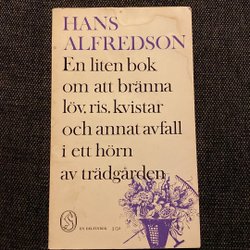 HANS
ALFREDSON
En liten bok
om att bränna
löv, ris, kvistar
och annat avfall
i ett hörn
av trädgården